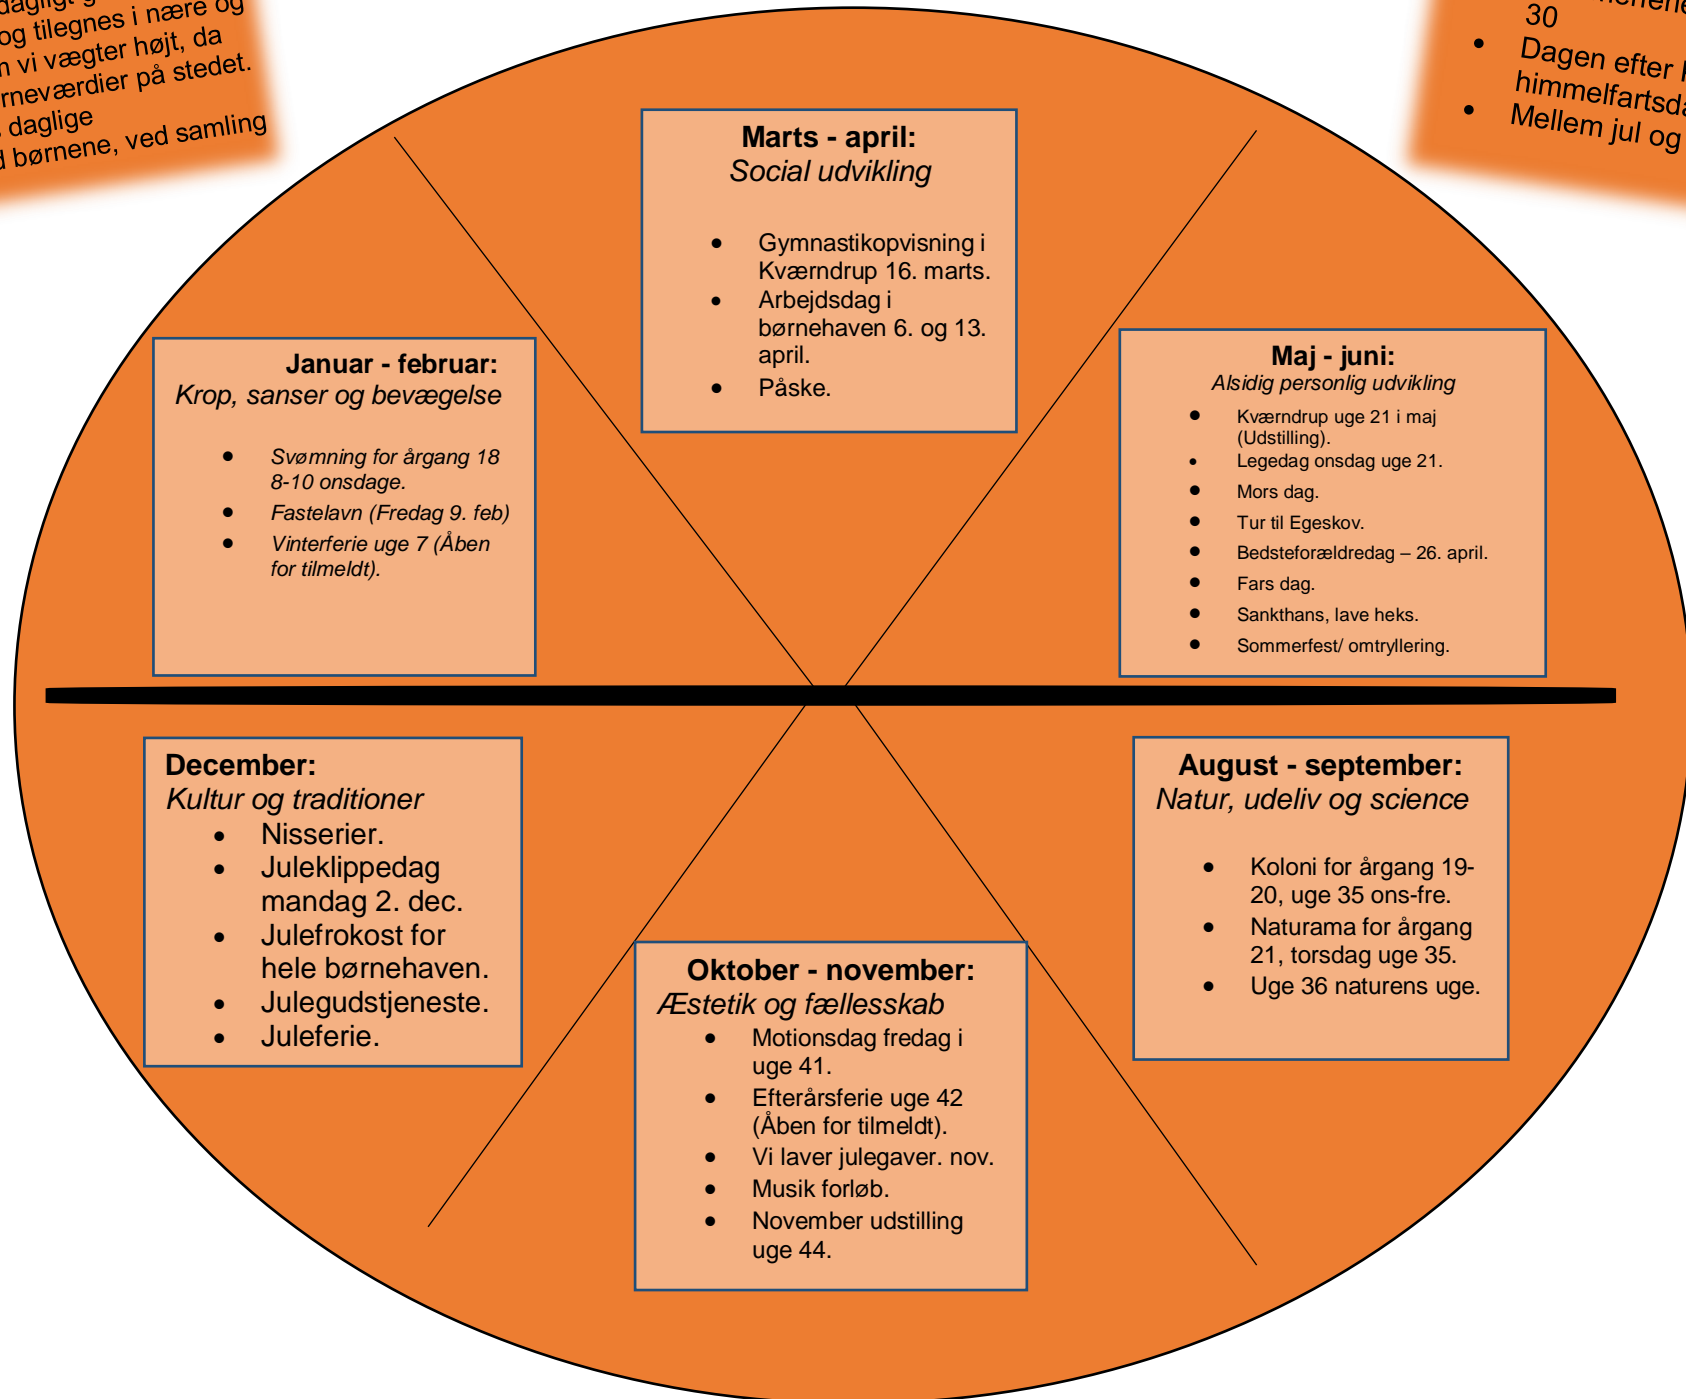 dagligt
og tilegnes i nære og
vi vægter højt, da
rneværdier på stedet.
daglige
børnene, ved samling
30
• Dagen efter
himmelfartsda
• Mellem jul og
Marts - april:
Social udvikling
• Gymnastikopvisning i
Kværndrup 16. marts.
• Arbejdsdag i
børnehaven 6. og 13.
april.
• Påske.
Januar - februar:
Krop, sanser og bevægelse
• Svømning for årgang 18
8-10 onsdage.
• Fastelavn (Fredag 9. feb)
• Vinterferie uge 7 (Åben
for tilmeldt).
Maj - juni:
Alsidig personlig udvikling
• Kværndrup uge 21 i maj
(Udstilling).
• Legedag onsdag uge 21.
• Mors dag.
• Tur til Egeskov.
• Bedsteforældredag – 26. april.
• Fars dag.
• Sankthans, lave heks.
• Sommerfest/ omtryllering.
December:
Kultur og traditioner
• Nisserier.
• Juleklippedag
mandag 2. dec.
• Julefrokost for
hele børnehaven.
• Julegudstjeneste.
• Juleferie.
August - september:
Natur, udeliv og science
• Koloni for årgang 19-
20, uge 35 ons-fre.
• Naturama for årgang
21, torsdag uge 35.
• Uge 36 naturens uge.
Oktober - november:
Æstetik og fællesskab
• Motionsdag fredag i
uge 41.
• Efterårsferie uge 42
(Åben for tilmeldt).
• Vi laver julegaver. nov.
• Musik forløb.
• November udstilling
uge 44.